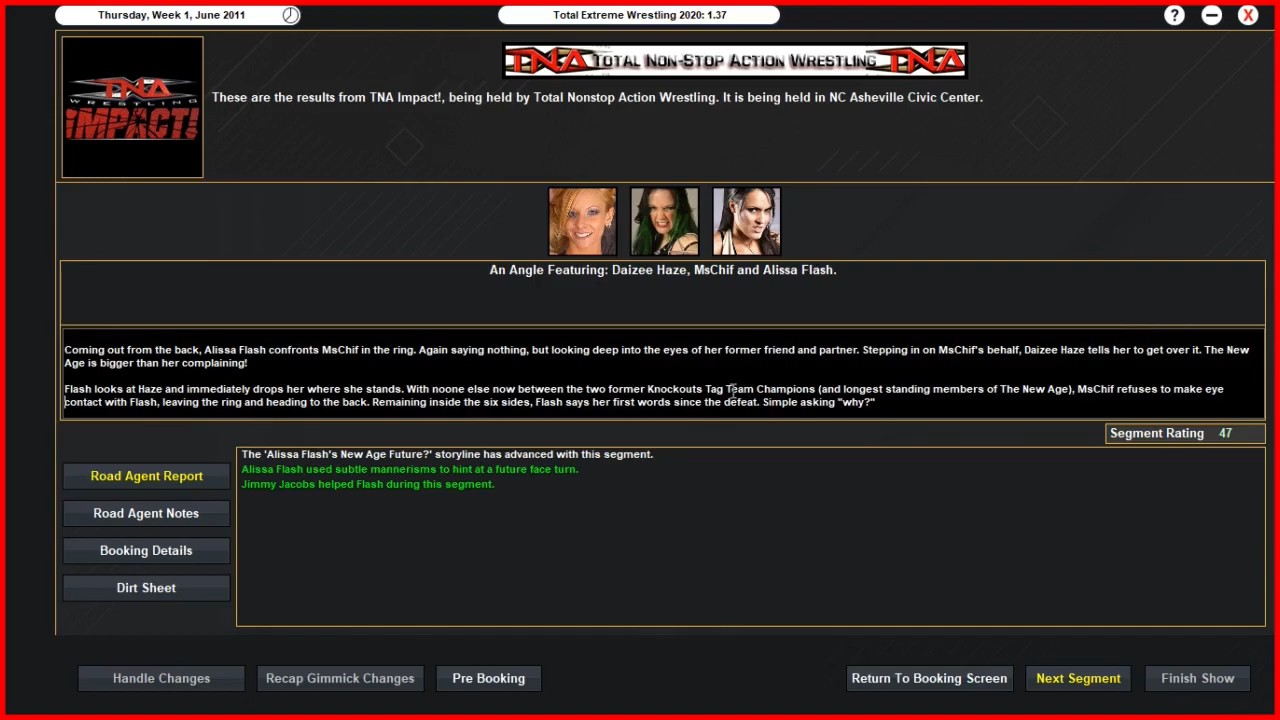 Thursday, Week 1, June 2011
Total Extreme Wrestling 2020: 1.37
? X
TNA TOTAL NON-STOP ACTION WRESTLING TNA
TNA
WRESTLING
iMPACT!
These are the results from TNA Impact!, being held by Total Nonstop Action Wrestling. It is being held in NC Asheville Civic Center.
An Angle Featuring: Daizee Haze, MsChif and Alissa Flash.
Coming out from the back, Alissa Flash confronts MsChif in the ring. Again saying nothing, but looking deep into the eyes of her former friend and partner. Stepping in on MsChif's behalf, Daizee Haze tells her to get over it. The New
Age is bigger than her complaining!
Flash looks at Haze and immediately drops her where she stands. With noone else now between the two former Knockouts Tag Team Champions (and longest standing members of The New Age), MsChif refuses to make eye
contact with Flash, leaving the ring and heading to the back. Remaining inside the six sides, Flash says her first words since the defeat. Simple asking "why?"
Segment Rating 47
The 'Alissa Flash's New Age Future?' storyline has advanced with this segment.
Alissa Flash used subtle mannerisms to hint at a future face turn.
Jimmy Jacobs helped Flash during this segment.
Road Agent Report
Road Agent Notes
Booking Details
Dirt Sheet
Handle Changes
Recap Gimmick Changes
Pre Booking
Return To Booking Screen
Next Segment
Finish Show